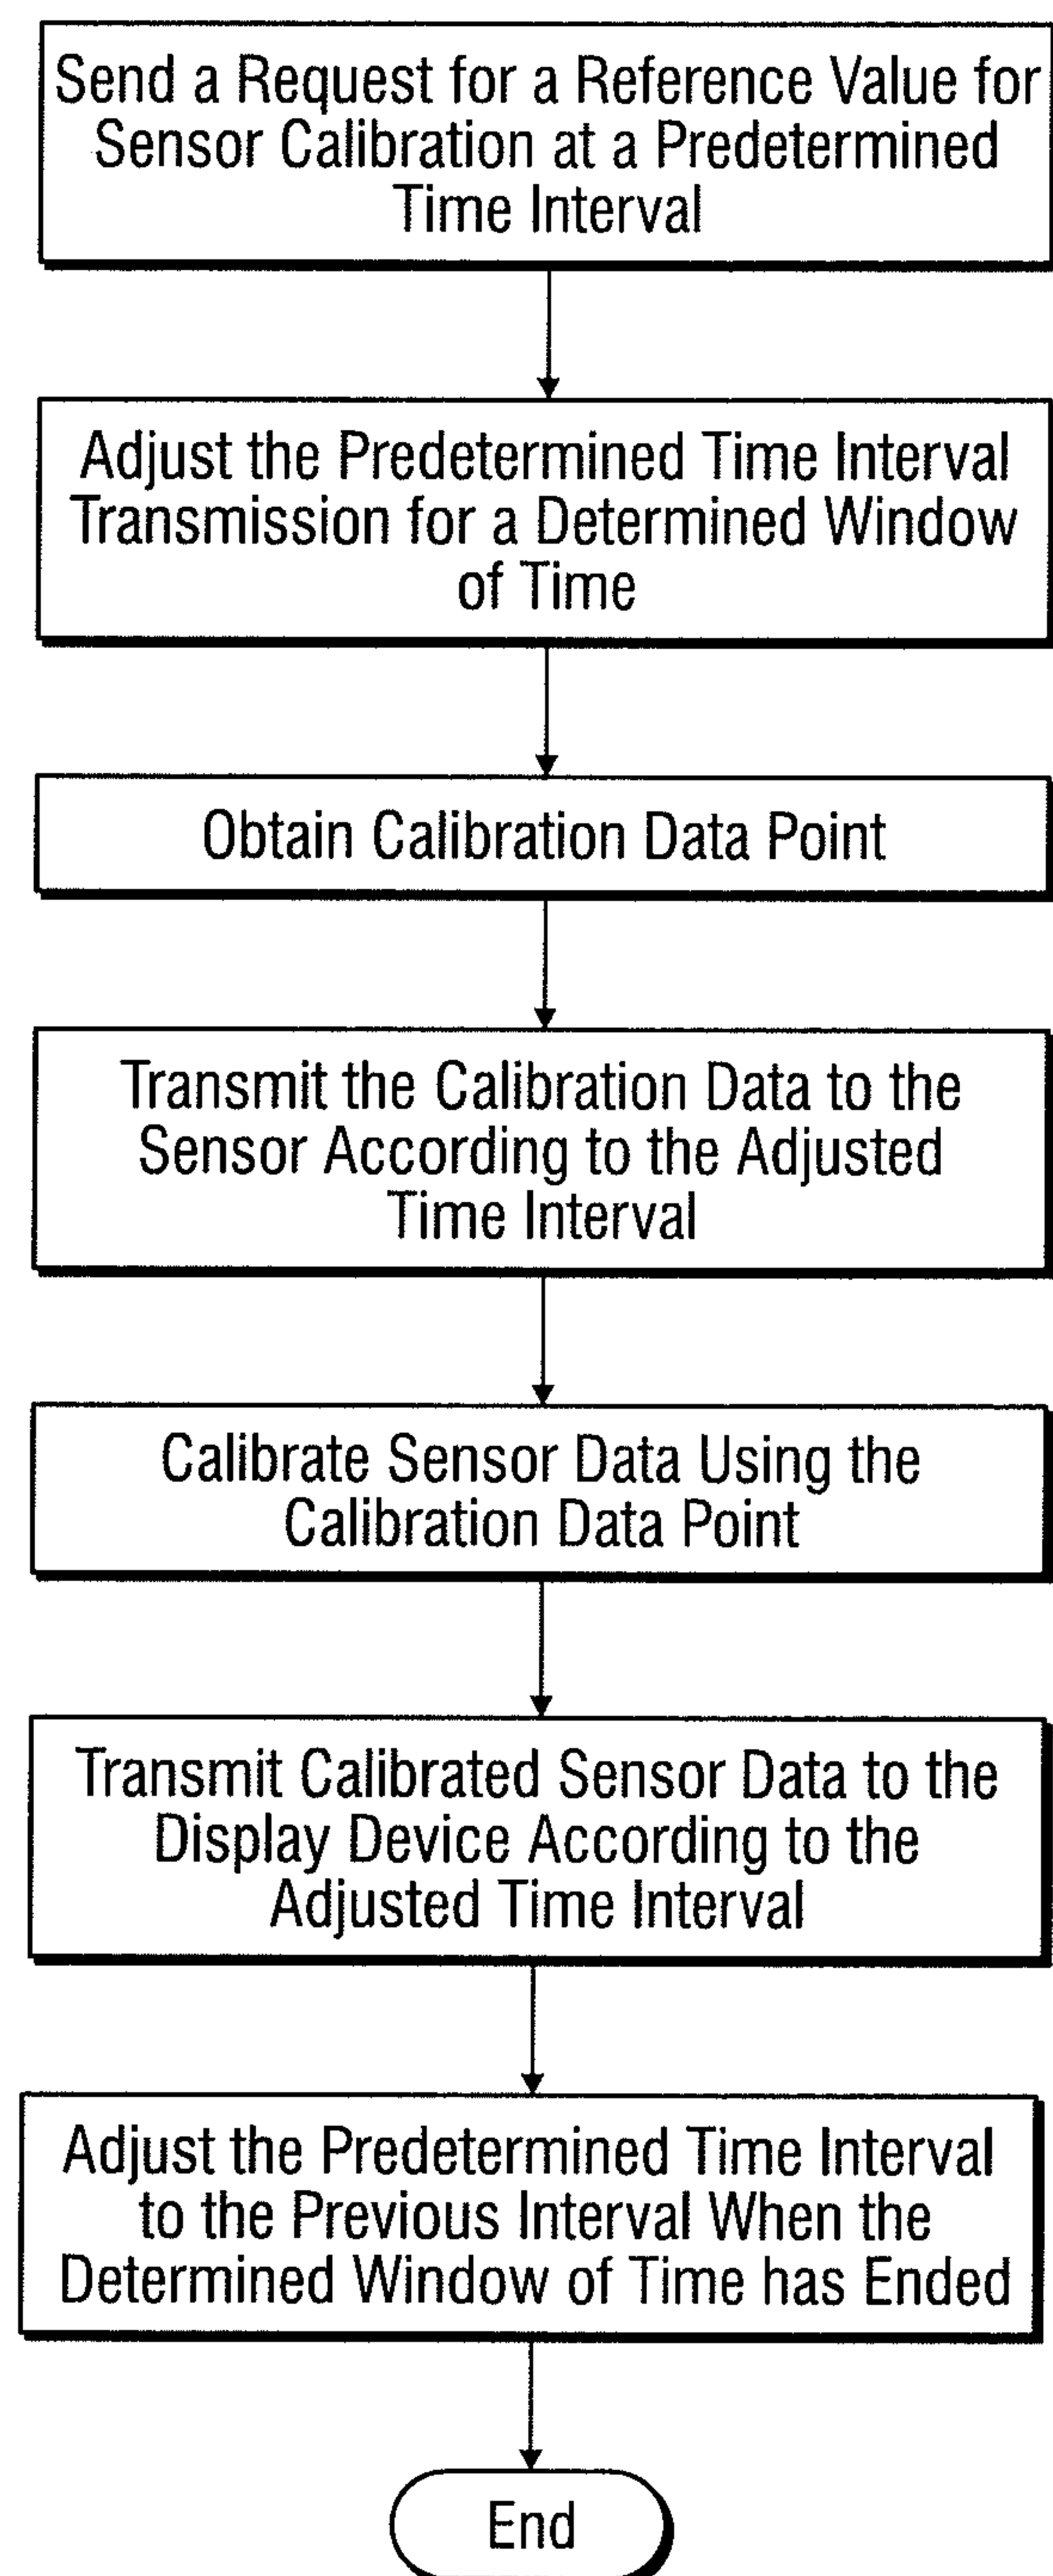 Send a Request for a Reference Value for
Sensor Calibration at a Predetermined
Time Interval
Adjust the Predetermined Time Interval
Transmission for a Determined Window
of Time
Obtain Calibration Data Point
Transmit the Calibration Data to the
Sensor According to the Adjusted
Time Interval
Calibrate Sensor Data Using the
Calibration Data Point
Transmit Calibrated Sensor Data to the
Display Device According to the
Adjusted Time Interval
Adjust the Predetermined Time Interval
to the Previous Interval When the
Determined Window of Time has Ended
End